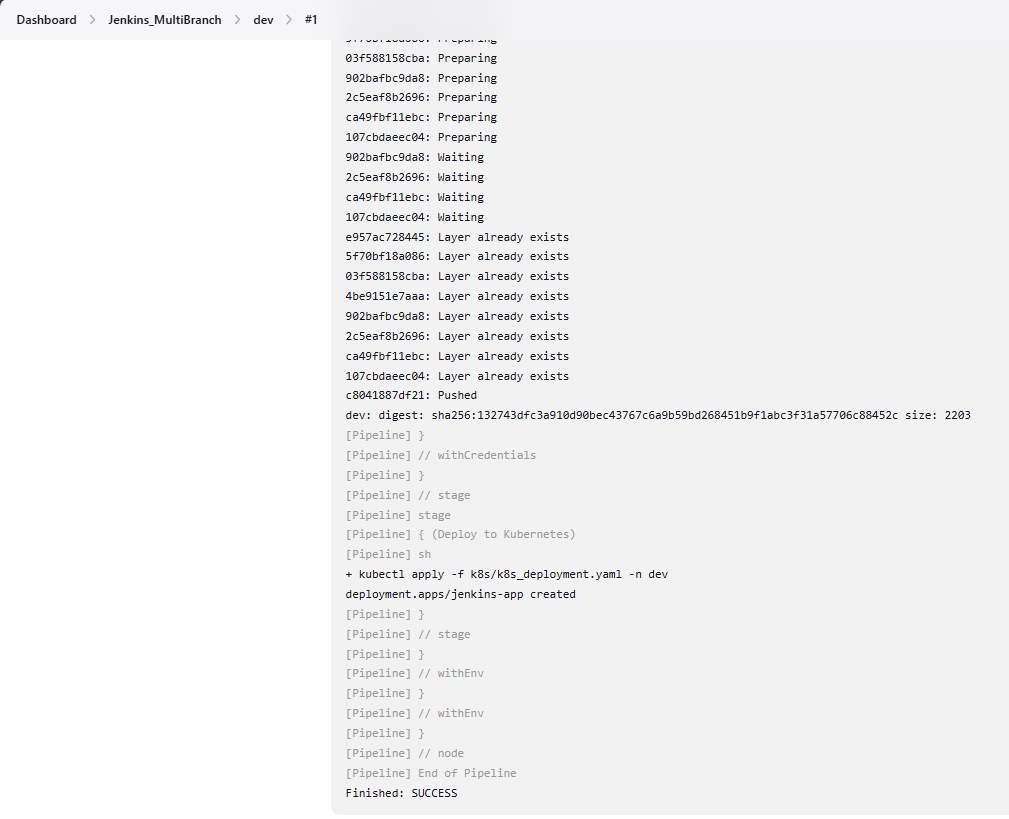 Dashboard > Jenkins_MultiBranch > dev > #1
Preparing
03f588158cba: Preparing
902bafbc9da8: Preparing
2c5eaf8b2696: Preparing
ca49fbf11ebc: Preparing
107cbdaeec04: Preparing
902bafbc9da8: Waiting
2c5eaf8b2696: Waiting
ca49fbf11ebc: Waiting
107cbdaeec04: Waiting
e957ac728445: Layer already exists
5f70bf18a086: Layer already exists
03f588158cba: Layer already exists
4be9151e7aaa: Layer already exists
902bafbc9da8: Layer already exists
2c5eaf8b2696: Layer already exists
ca49fbf11ebc: Layer already exists
107cbdaeec04: Layer already exists
c8041887df21: Pushed
dev: digest: sha256:132743dfc3a910d90bec43767c6a9b59bd268451b9f1abc3f31a57706c88452c size: 2203
[Pipeline] }
[Pipeline] // withCredentials
[Pipeline] }
[Pipeline] // stage
[Pipeline] stage
[Pipeline] { (Deploy to Kubernetes)
[Pipeline] sh
+ kubectl apply -f k8s/k8s_deployment.yaml -n dev
deployment.apps/jenkins-app created
[Pipeline] }
[Pipeline] // stage
[Pipeline] }
[Pipeline] // withEnv
[Pipeline] }
[Pipeline] // withEnv
[Pipeline] }
[Pipeline] // node
[Pipeline] End of Pipeline
Finished: SUCCESS